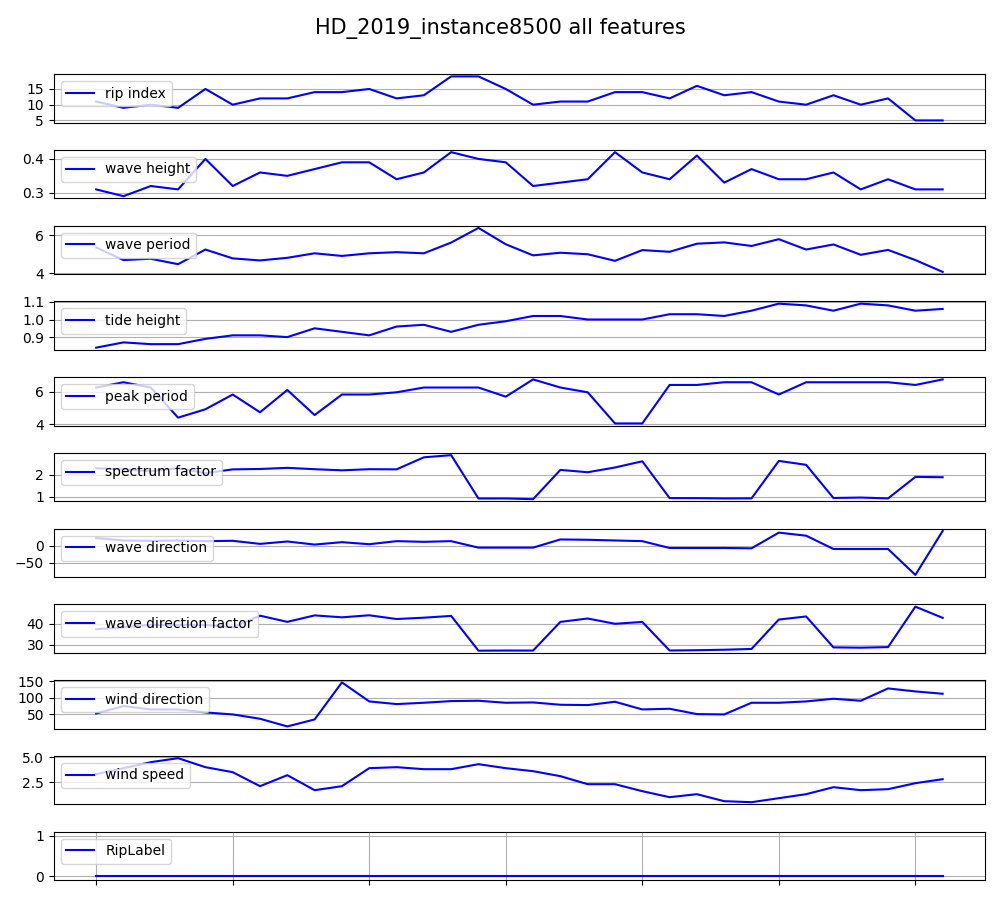 HD_2019_instance8500 all features
15
10
5
rip index
0.4
0.3
wave height
6
4
wave period
1.1
1.0
0.9
tide height
6
4
peak period
2
1
spectrum factor
0
−50
wave direction
40
30
wave direction factor
150
100
50
wind direction
5.0
2.5
wind speed
1
0
RipLabel